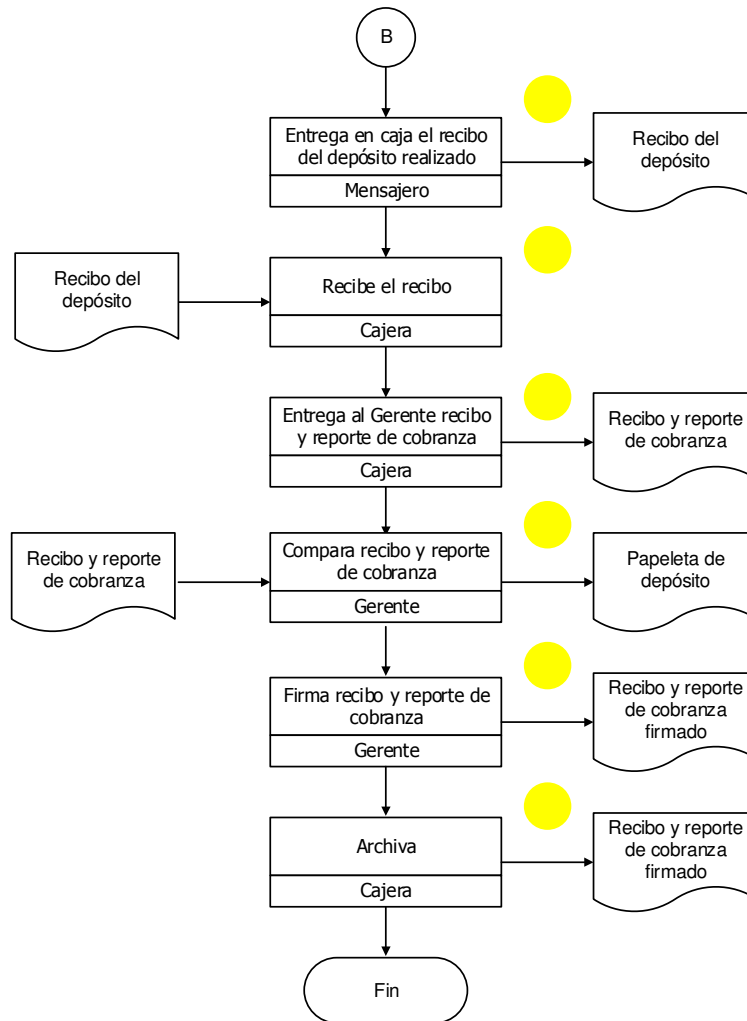 B
Entrega en caja el recibo
del depósito realizado
Mensajero
Recibo del
depósito
Recibo del
depósito
Recibe el recibo
Cajera
Entrega al Gerente recibo
y reporte de cobranza
Cajera
Recibo y reporte
de cobranza
Recibo y reporte
de cobranza
Compara recibo y reporte
de cobranza
Gerente
Papeleta de
depósito
Firma recibo y reporte de
cobranza
Gerente
Recibo y reporte
de cobranza
firmado
Archiva
Cajera
Recibo y reporte
de cobranza
firmado
Fin